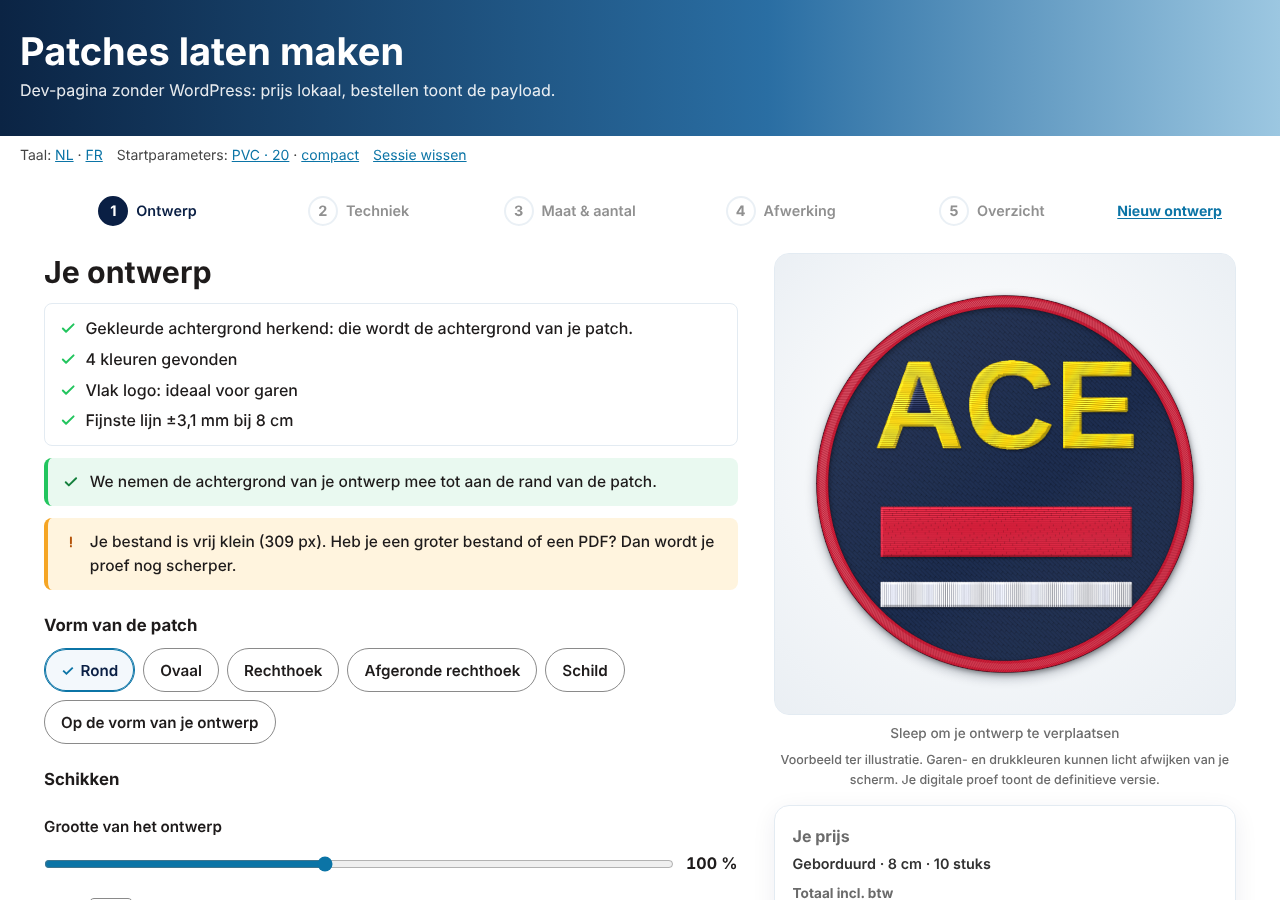 Patches laten maken
Dev-pagina zonder WordPress: prijs lokaal, bestellen toont de payload.
Taal: NL · FR Startparameters: PVC · 20 · compact Sessie wissen
1 Ontwerp
2 Techniek
3 Maat & aantal
4 Afwerking
5 Overzicht
Nieuw ontwerp
Je ontwerp
Gekleurde achtergrond herkend: die wordt de achtergrond van je patch.
4 kleuren gevonden
Vlak logo: ideaal voor garen
Fijnste lijn ±3,1 mm bij 8 cm
We nemen de achtergrond van je ontwerp mee tot aan de rand van de patch.
! Je bestand is vrij klein (309 px). Heb je een groter bestand of een PDF? Dan wordt je
proef nog scherper.
Vorm van de patch
Rond
Ovaal
Rechthoek
Afgeronde rechthoek
Schild
Op de vorm van je ontwerp
Schikken
Grootte van het ontwerp
100 %
ACE
Sleep om je ontwerp te verplaatsen
Voorbeeld ter illustratie. Garen- en drukkleuren kunnen licht afwijken van je
scherm. Je digitale proef toont de definitieve versie.
Je prijs
Geborduurd · 8 cm · 10 stuks
Totaal incl. btw